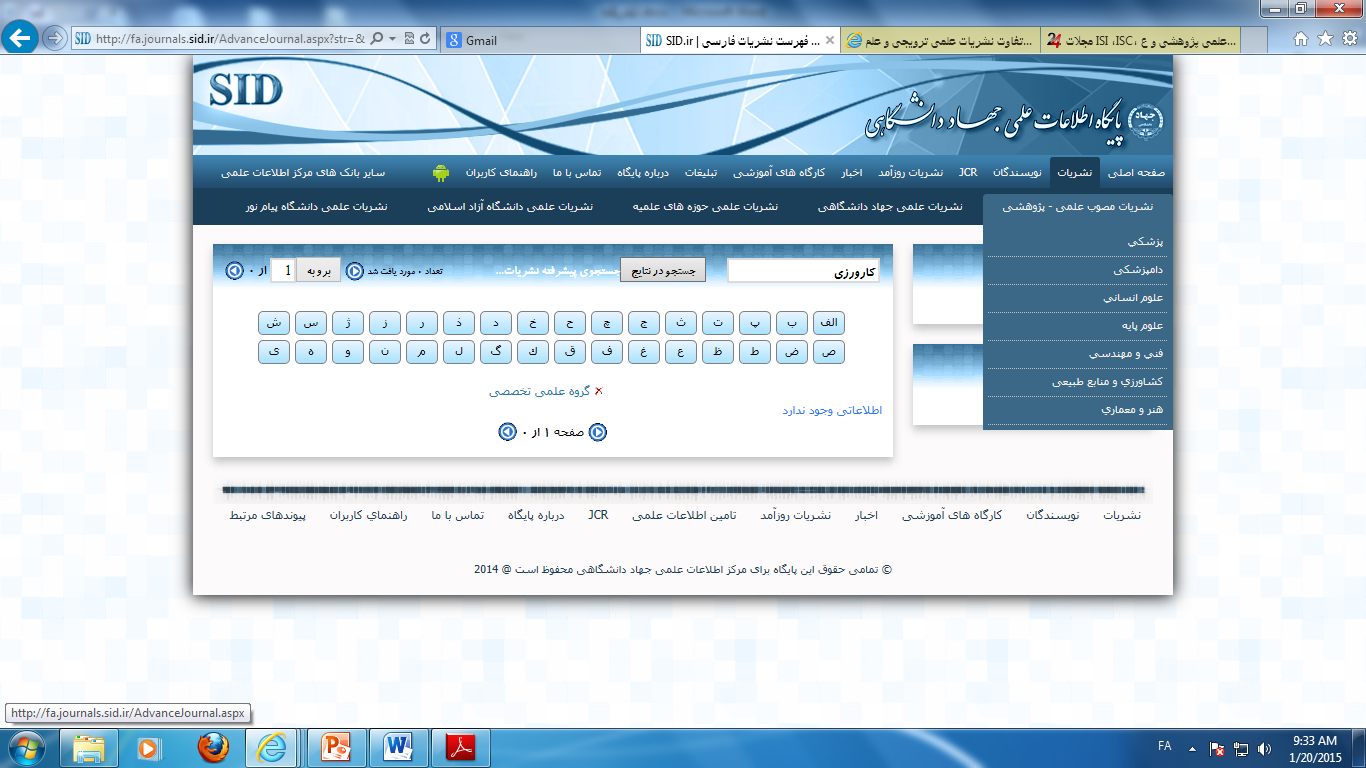 http://fa.journals.sid.ir/AdvanceJournal.aspx?str=&
Gmail
SID.ir | فهرست نشریات فارسی ...
تفاوت نشریات علمی ترویجی و علم...
مجلات ISI ،ISC، علمی پژوهشی و ع...
SID
پایگاه اطلاعات علمی جهاد دانشگاهی
صفحه اصلی نشریات نویسندگان JCR نشریات روزآمد اخبار کارگاه های آموزشی تبلیغات درباره پایگاه تماس با ما راهنمای کاربران سایر بانک های مرکز اطلاعات علمی
نشریات مصوب علمی - پژوهشی نشریات علمی جهاد دانشگاهی نشریات علمی حوزه های علمیه نشریات علمی دانشگاه آزاد اسلامی نشریات علمی دانشگاه پیام نور
پزشكي
دامپزشكی
علوم انساني
علوم پایه
فني و مهندسي
كشاورزي و منابع طبیعی
هنر و معماري
کارورزی جستجو در نتایج جستجوی پیشرفته نشریات... تعداد ۰ مورد یافت شد برو به 1 از ۰
الف ب پ ت ث ج چ ح خ د ذ ر ز ژ س ش
ص ض ط ظ ع غ ف ق ك گ ل م ن و ه ی
گروه علمی تخصصی
اطلاعاتی وجود ندارد
صفحه ۱ از ۰
نشریات نویسندگان کارگاه های آموزشی اخبار نشریات روزآمد تامین اطلاعات علمی JCR درباره پایگاه تماس با ما راهنماي کاربران پیوندهای مرتبط
© تمامی حقوق این پایگاه برای مرکز اطلاعات علمی جهاد دانشگاهی محفوظ است @ 2014
http://fa.journals.sid.ir/AdvanceJournal.aspx
FA
9:33 AM
1/20/2015